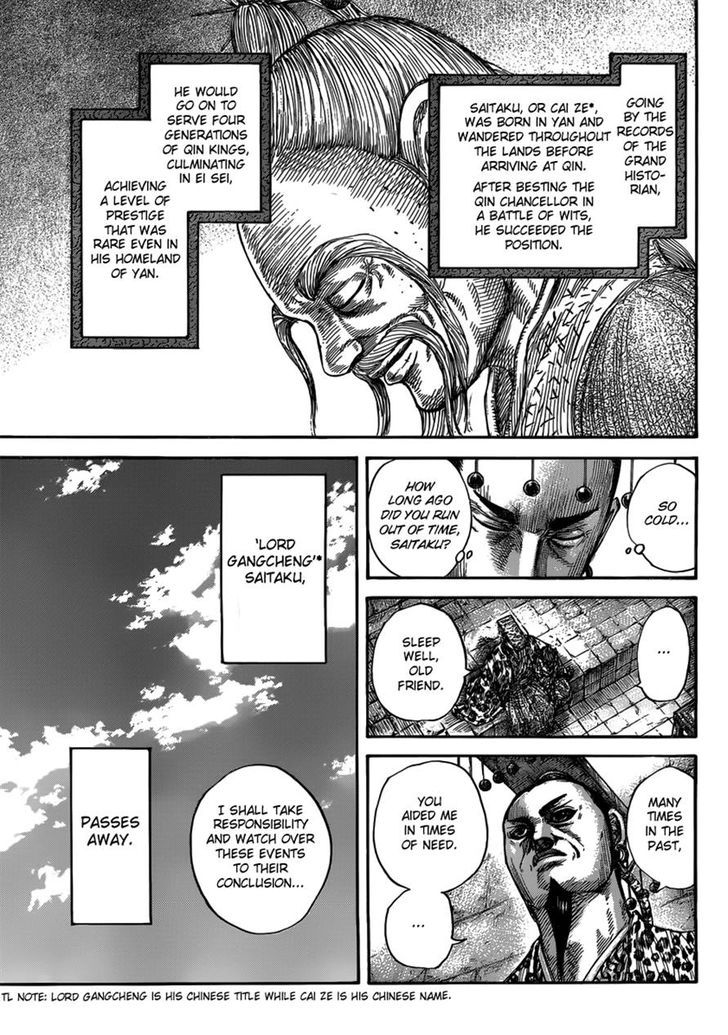 GOING
BY THE
RECORDS
OF THE
GRAND
HISTO-
RIAN,
SAITAKU, OR CAI ZE*,
WAS BORN IN YAN AND
WANDERED THROUGHOUT
THE LANDS BEFORE
ARRIVING AT QIN.
AFTER BESTING THE
QIN CHANCELLOR IN
A BATTLE OF WITS,
HE SUCCEEDED THE
POSITION.
HE WOULD
GO ON TO
SERVE FOUR
GENERATIONS
OF QIN KINGS,
CULMINATING
IN EI SEI,
ACHIEVING
A LEVEL OF
PRESTIGE
THAT WAS
RARE EVEN IN
HIS HOMELAND
OF YAN.
SO
COLD...
HOW
LONG AGO
DID YOU RUN
OUT OF TIME,
SAITAKU?
...
SLEEP
WELL,
OLD
FRIEND.
MANY
TIMES
IN THE
PAST,
YOU
AIDED ME
IN TIMES
OF NEED.
...
'LORD
GANGCHENG'*
SAITAKU,
I SHALL TAKE
RESPONSIBILITY
AND WATCH OVER
THESE EVENTS
TO THEIR
CONCLUSION...
PASSES
AWAY.
TL NOTE: LORD GANGCHENG IS HIS CHINESE TITLE WHILE CAI ZE IS HIS CHINESE NAME.